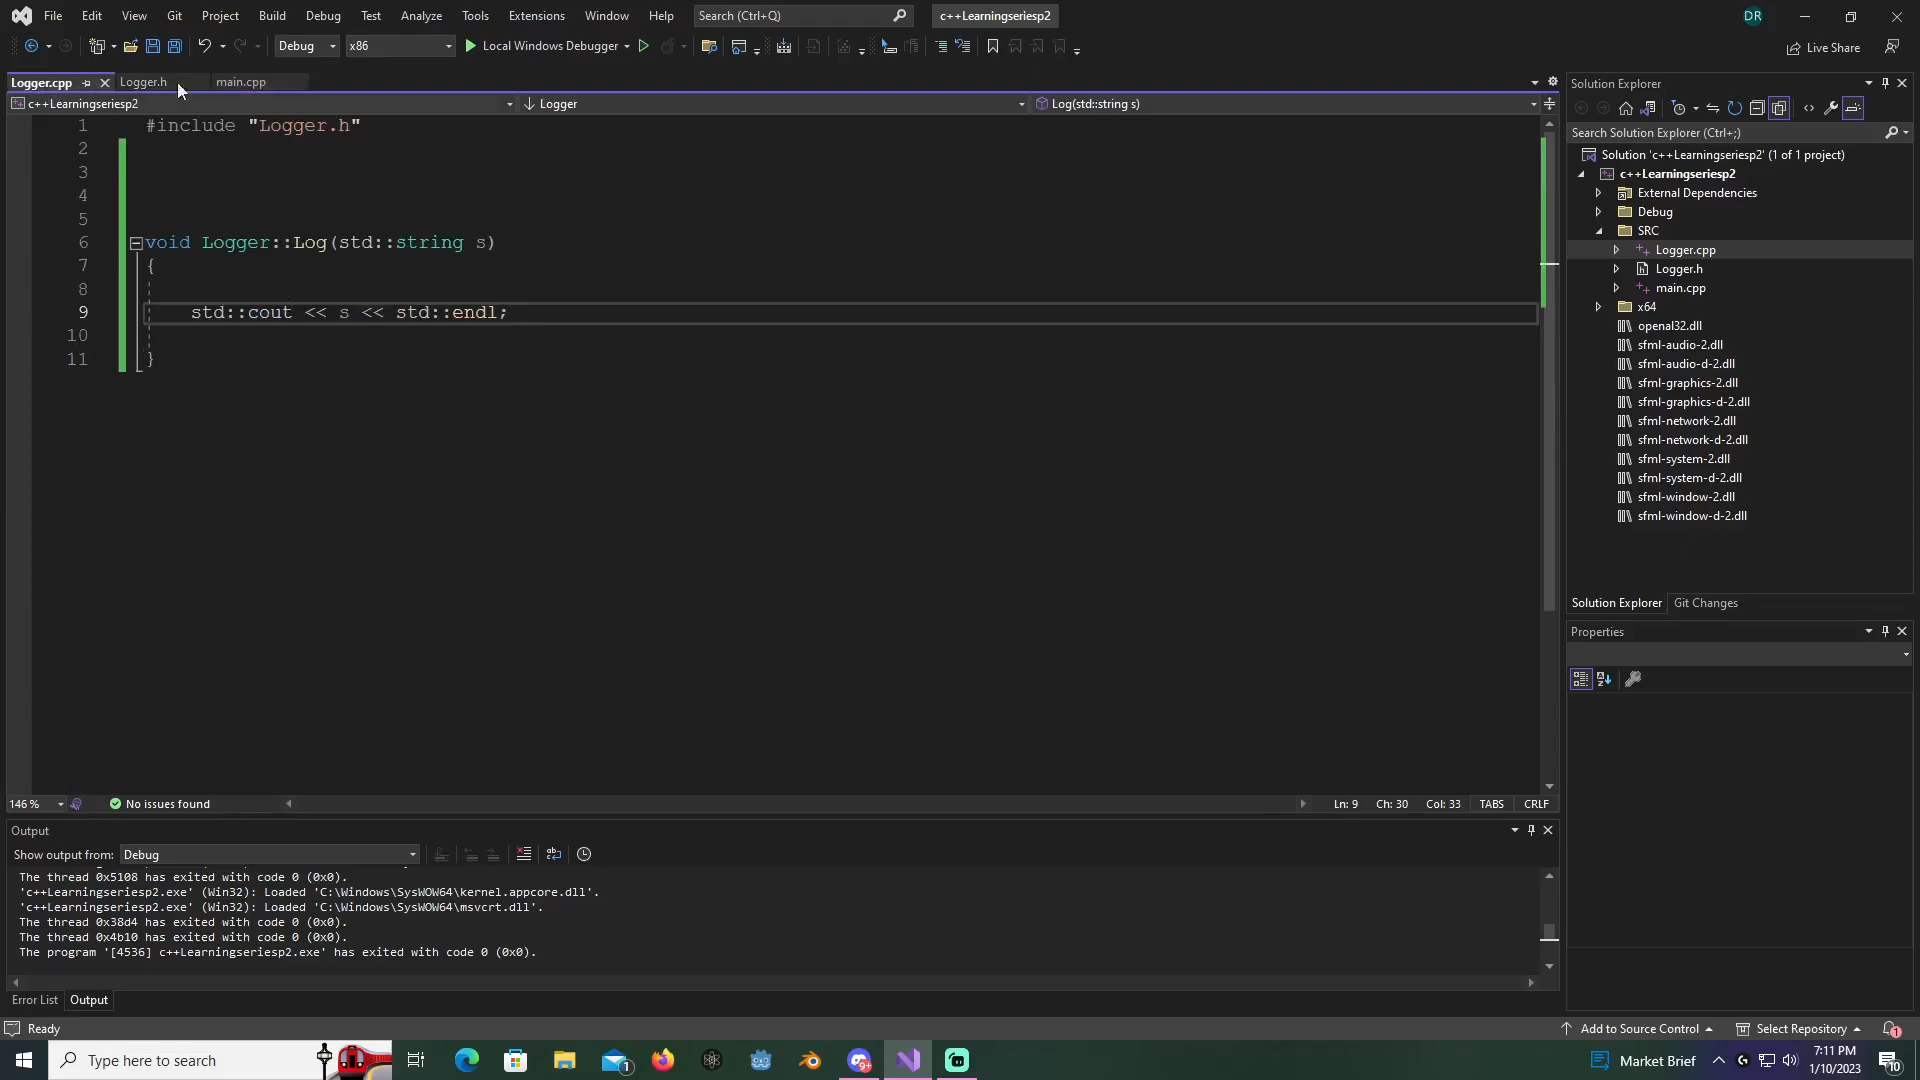 File Edit View Git Project Build Debug Test Analyze Tools Extensions Window Help Search (Ctrl+Q) c++Learningseriesp2 DR
Debug x86 Local Windows Debugger Live Share
Logger.cpp Logger.h main.cpp
c++Learningseriesp2 Logger Log(std::string s)
1 #include "Logger.h"
2
3
4
5
6 void Logger::Log(std::string s)
7 {
8
9 std::cout << s << std::endl;
10
11 }
146 % No issues found Ln: 9 Ch: 30 Col: 33 TABS CRLF
Output
Show output from: Debug
The thread 0x5108 has exited with code 0 (0x0).
'c++Learningseriesp2.exe' (Win32): Loaded 'C:\Windows\SysWOW64\kernel.appcore.dll'.
'c++Learningseriesp2.exe' (Win32): Loaded 'C:\Windows\SysWOW64\msvcrt.dll'.
The thread 0x38d4 has exited with code 0 (0x0).
The thread 0x4b10 has exited with code 0 (0x0).
The program '[4536] c++Learningseriesp2.exe' has exited with code 0 (0x0).
Error List Output
Solution Explorer
Search Solution Explorer (Ctrl+;)
Solution 'c++Learningseriesp2' (1 of 1 project)
c++Learningseriesp2
External Dependencies
Debug
SRC
Logger.cpp
Logger.h
main.cpp
x64
openal32.dll
sfml-audio-2.dll
sfml-audio-d-2.dll
sfml-graphics-2.dll
sfml-graphics-d-2.dll
sfml-network-2.dll
sfml-network-d-2.dll
sfml-system-2.dll
sfml-system-d-2.dll
sfml-window-2.dll
sfml-window-d-2.dll
Solution Explorer Git Changes
Properties
Ready Add to Source Control Select Repository 1
Type here to search 1 9+ Market Brief 7:11 PM
1/10/2023 10